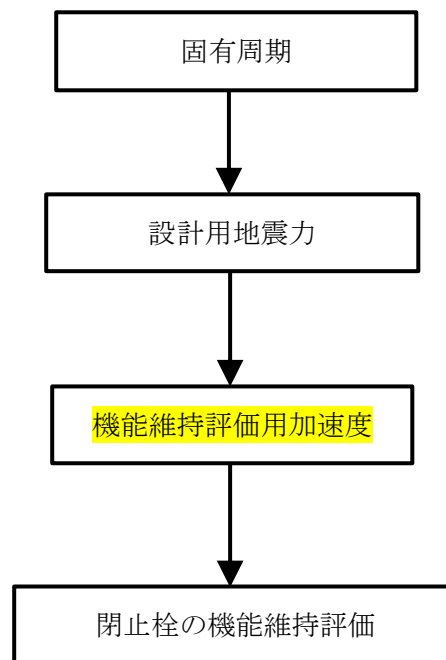 固有周期
設計用地震力
機能維持評価用加速度
閉止栓の機能維持評価